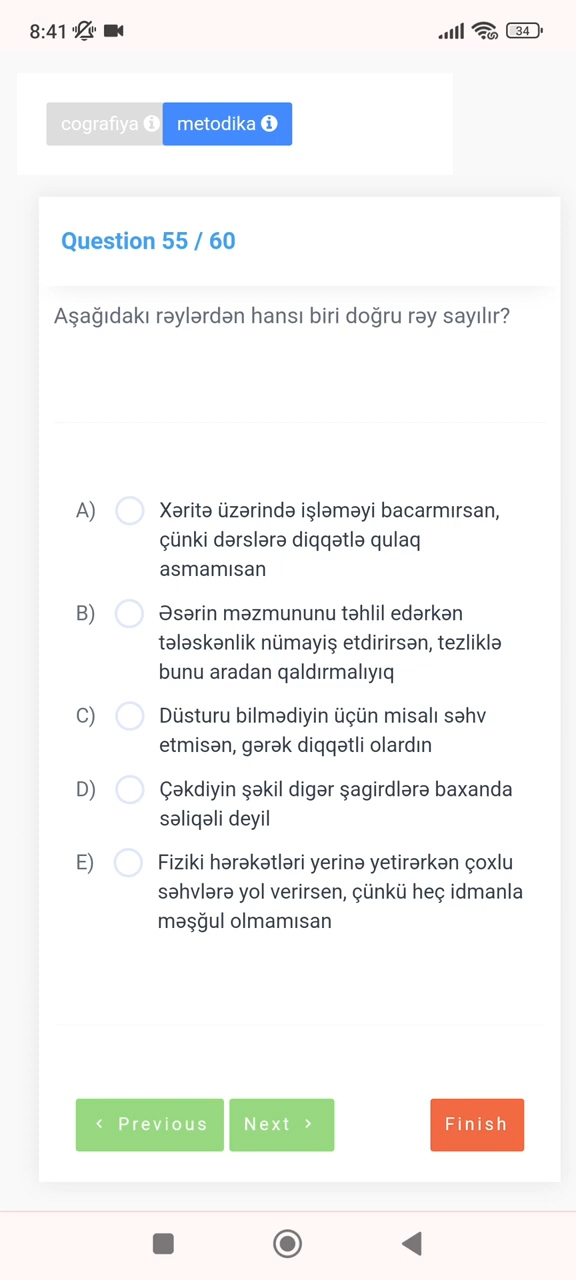 8:41
34
cografiya
metodika
Question 55 / 60
Aşağıdakı rəylərdən hansı biri doğru rəy sayılır?
A) Xəritə üzərində işləməyi bacarmırsan,
çünki dərslərə diqqətlə qulaq
asmamısan
B) Əsərin məzmununu təhlil edərkən
tələskənlik nümayiş etdirirsən, tezliklə
bunu aradan qaldırmalıyıq
C) Düsturu bilmədiyin üçün misalı səhv
etmisən, gərək diqqətli olardın
D) Çəkdiyin şəkil digər şagirdlərə baxanda
səliqəli deyil
E) Fiziki hərəkətləri yerinə yetirərkən çoxlu
səhvlərə yol verirsen, çünkü heç idmanla
məşğul olmamısan
‹ Previous
Next ›
Finish